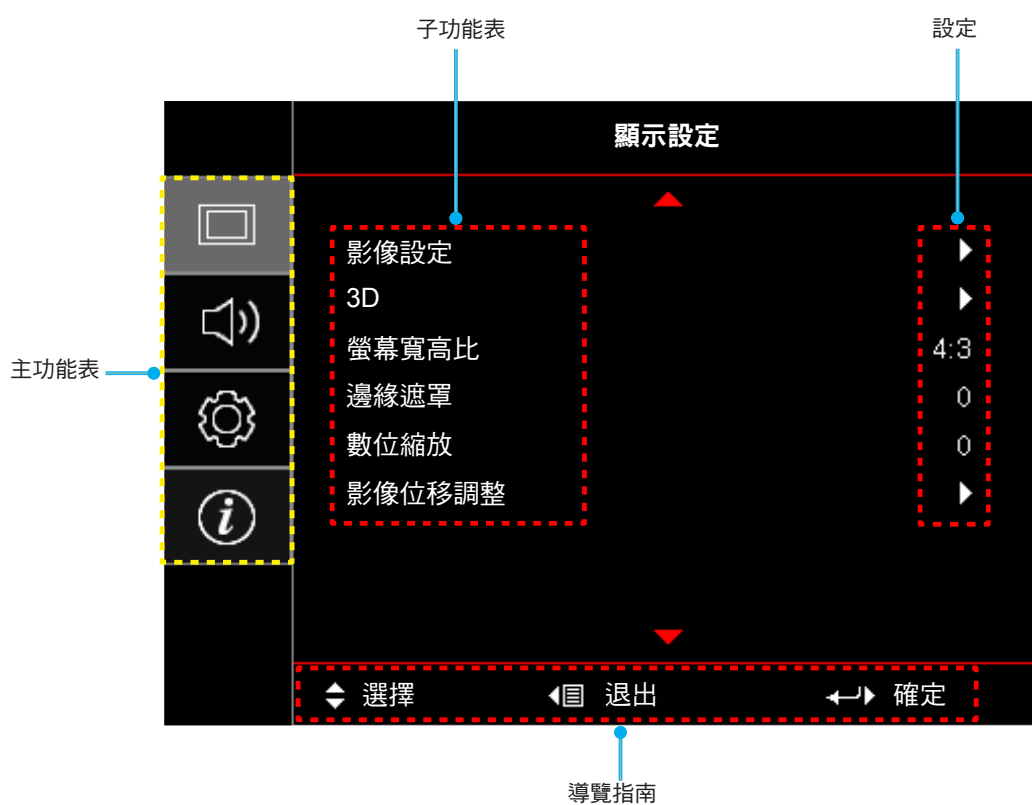 子功能表
設定
顯示設定
影像設定
3D
螢幕寬高比 4:3
主功能表
邊緣遮罩 0
數位縮放 0
影像位移調整
選擇 退出 確定
導覽指南